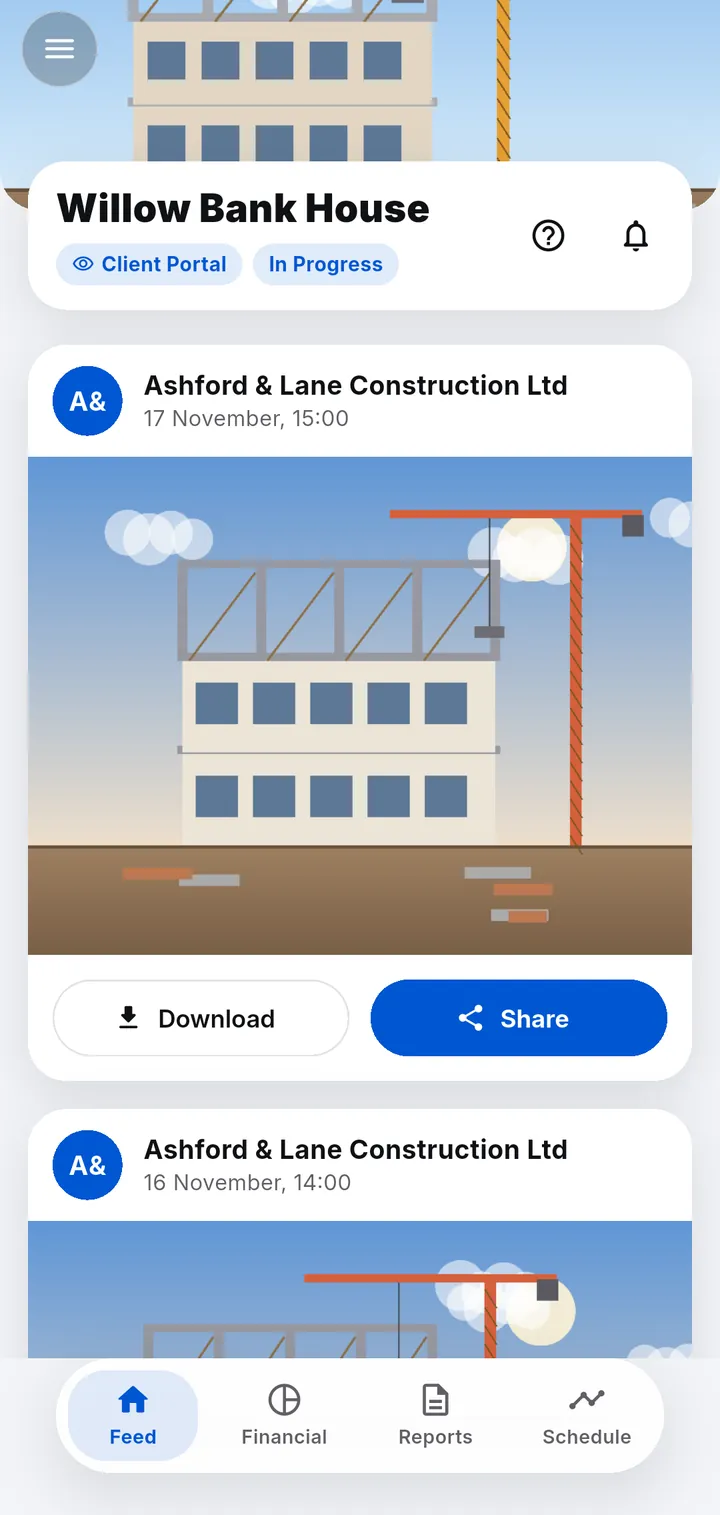 Willow Bank House
Client Portal
In Progress
A&
Ashford & Lane Construction Ltd
17 November, 15:00
Download
Share
A&
Ashford & Lane Construction Ltd
16 November, 14:00
Feed
Financial
Reports
Schedule